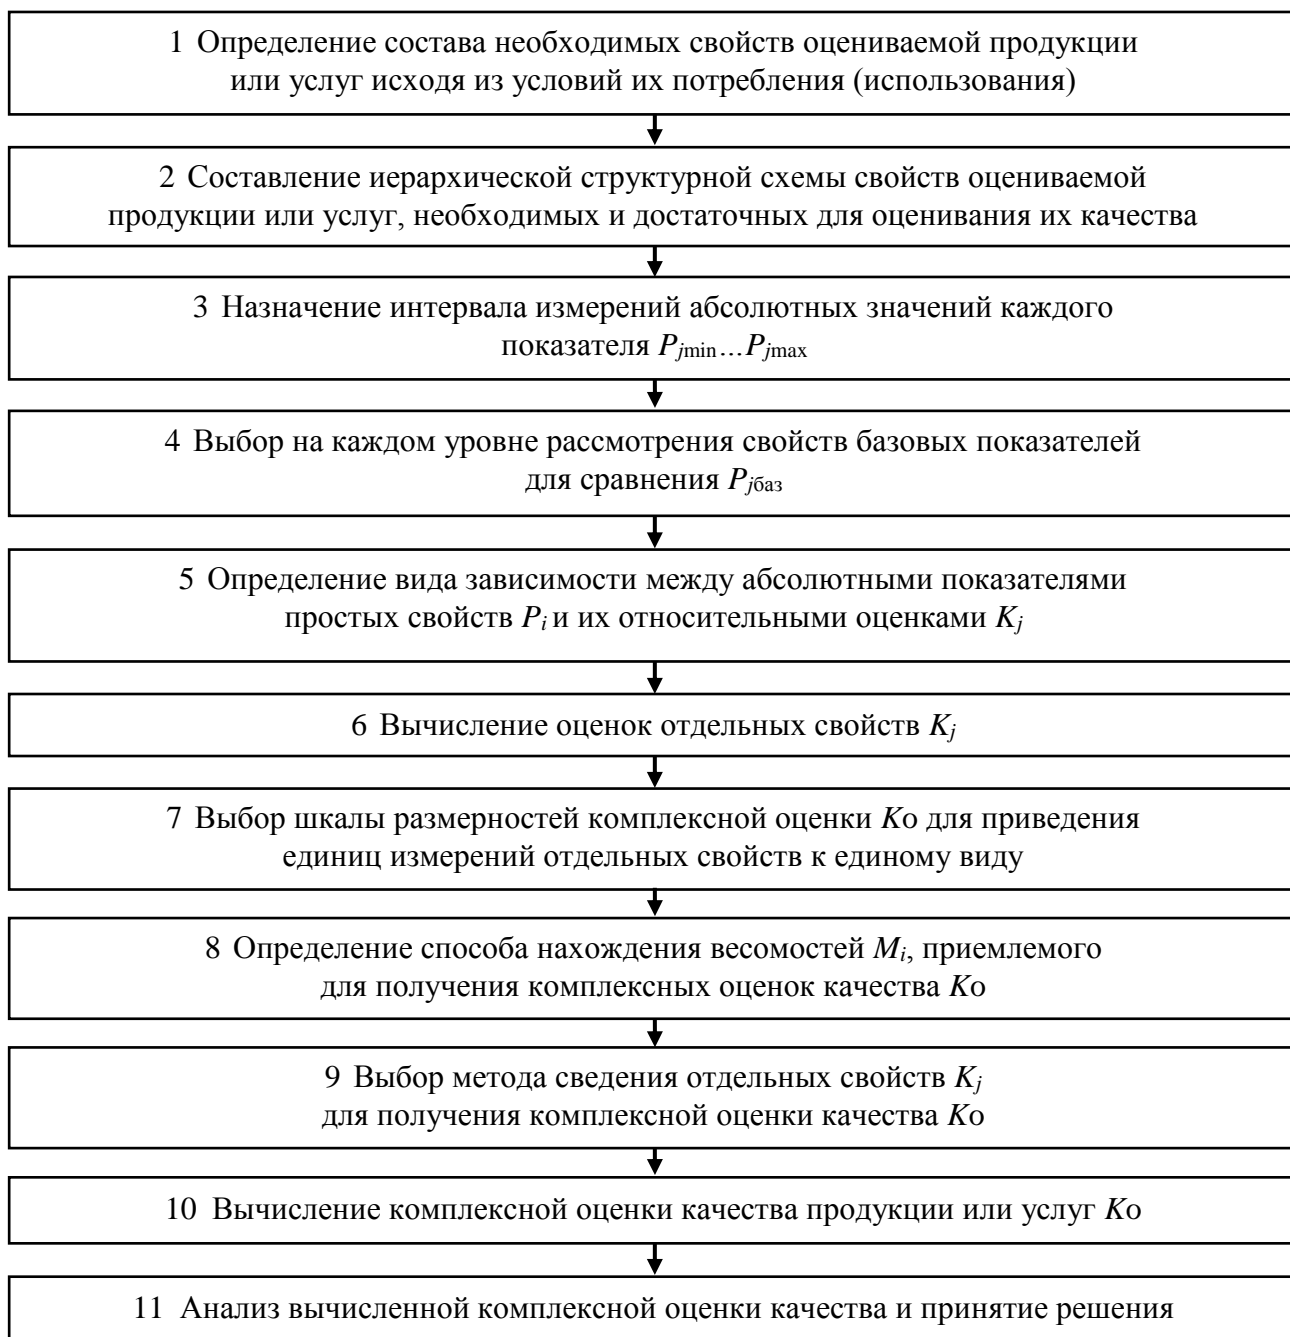 1 Определение состава необходимых свойств оцениваемой продукции
или услуг исходя из условий их потребления (использования)
2 Составление иерархической структурной схемы свойств оцениваемой
продукции или услуг, необходимых и достаточных для оценивания их качества
3 Назначение интервала измерений абсолютных значений каждого
показателя Pjmin…Pjmax
4 Выбор на каждом уровне рассмотрения свойств базовых показателей
для сравнения Pjбаз
5 Определение вида зависимости между абсолютными показателями
простых свойств Pi и их относительными оценками Kj
6 Вычисление оценок отдельных свойств Kj
7 Выбор шкалы размерностей комплексной оценки Kо для приведения
единиц измерений отдельных свойств к единому виду
8 Определение способа нахождения весомостей Mi, приемлемого
для получения комплексных оценок качества Kо
9 Выбор метода сведения отдельных свойств Kj
для получения комплексной оценки качества Kо
10 Вычисление комплексной оценки качества продукции или услуг Kо
11 Анализ вычисленной комплексной оценки качества и принятие решения